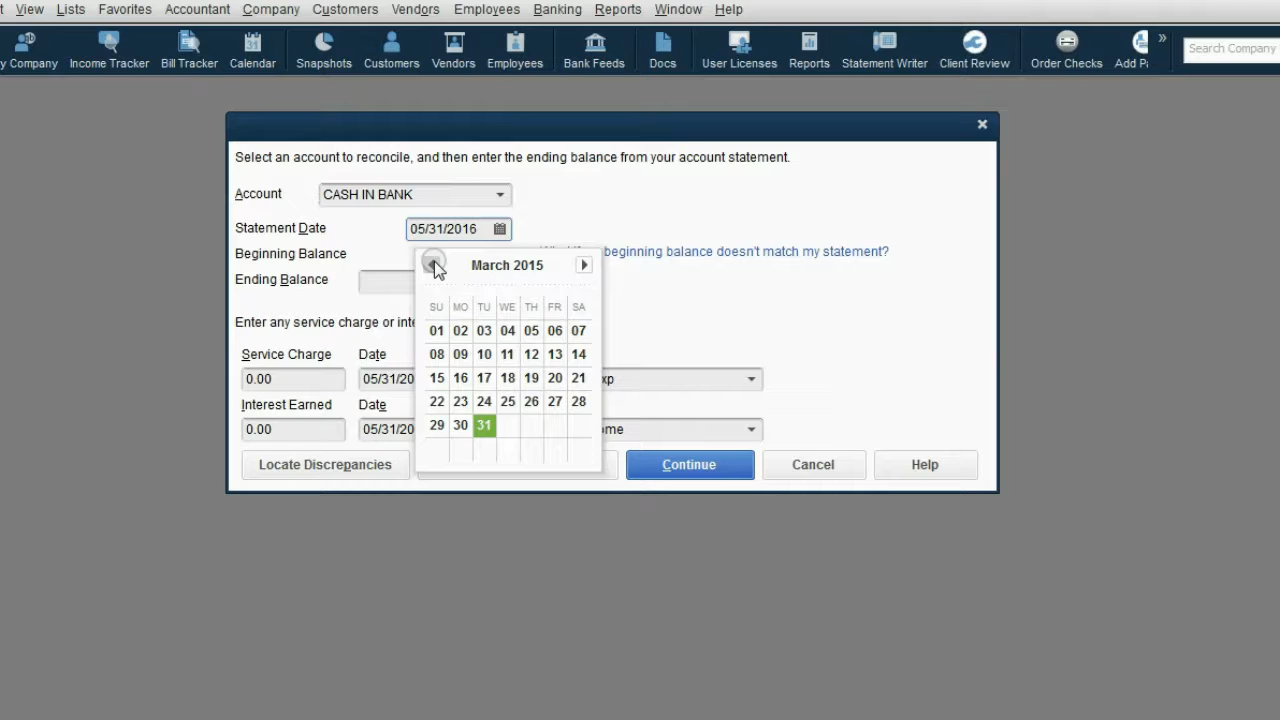 t View Lists Favorites Accountant Company Customers Vendors Employees Banking Reports Window Help
y Company Income Tracker Bill Tracker Calendar Snapshots Customers Vendors Employees Bank Feeds Docs User Licenses Reports Statement Writer Client Review Order Checks Add Pa » Search Company
Select an account to reconcile, and then enter the ending balance from your account statement.
Account CASH IN BANK
Statement Date 05/31/2016
Beginning Balance beginning balance doesn't match my statement?
Ending Balance
March 2015
SU MO TU WE TH FR SA
01 02 03 04 05 06 07
08 09 10 11 12 13 14
15 16 17 18 19 20 21
22 23 24 25 26 27 28
29 30 31
Enter any service charge or inte
Service Charge Date
0.00 05/31/20 xp
Interest Earned Date
0.00 05/31/20 ome
Locate Discrepancies Continue Cancel Help